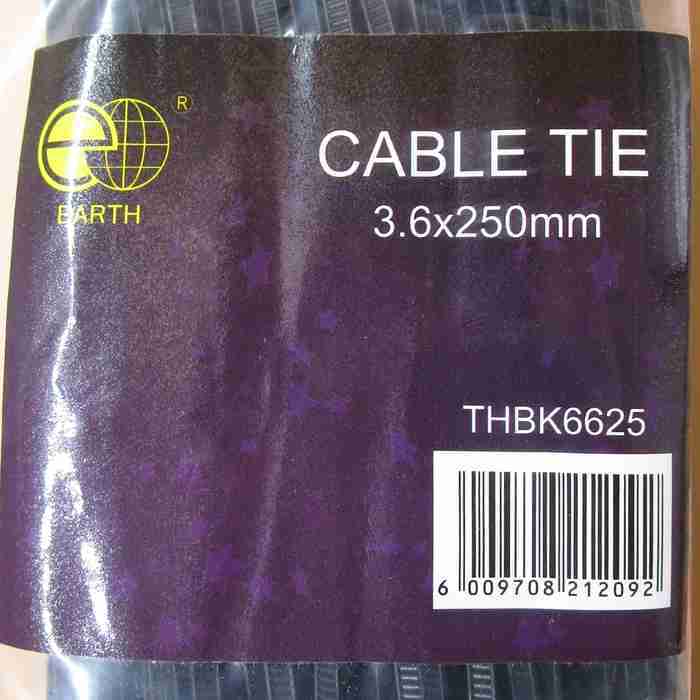 e
R
EARTH
CABLE TIE
3.6x250mm
THBK6625
6 009708 212092